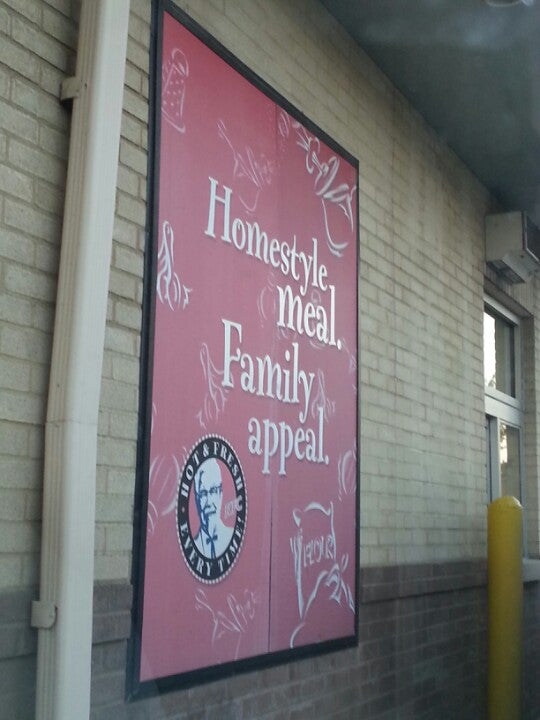 Homestyle
meal.
Family
appeal.
HOT & FRESH
EVERY TIME!